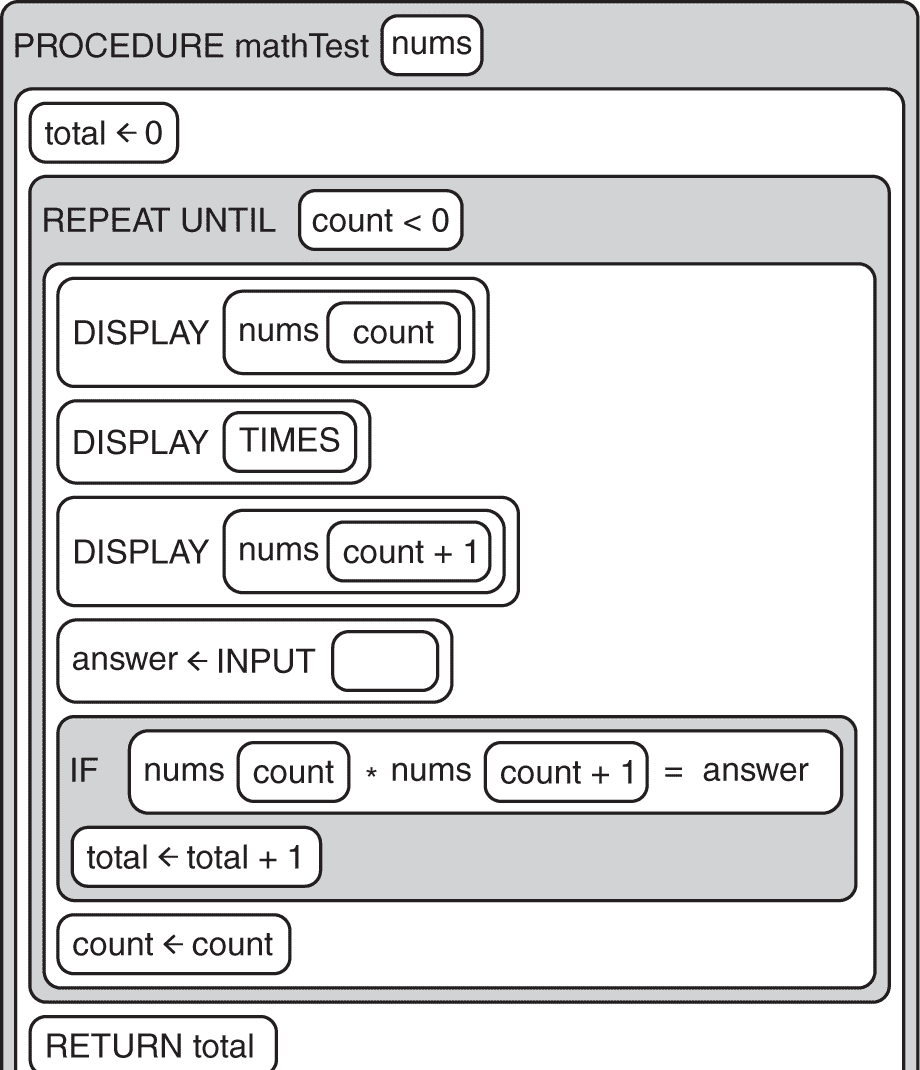 PROCEDURE mathTest nums
total ← 0
REPEAT UNTIL count < 0
DISPLAY nums count
DISPLAY TIMES
DISPLAY nums count + 1
answer ← INPUT
IF nums count * nums count + 1 = answer
total ← total + 1
count ← count
RETURN total